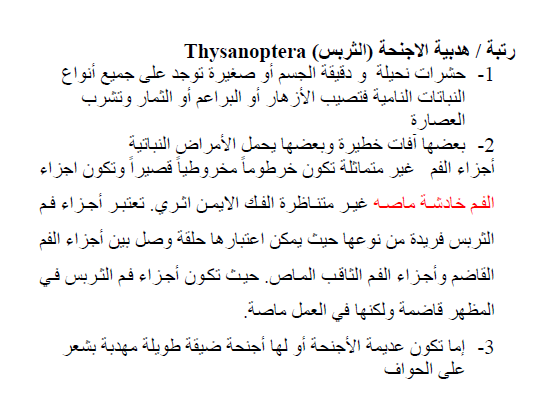 رتبة / هدبية الاجنحة (الثربس) Thysanoptera
1- حشرات نحيلة و دقيقة الجسم أو صغيرة توجد على جميع أنواع
النباتات النامية فتصيب الأزهار أو البراعم أو الثمار وتشرب
العصارة
2- بعضها آفات خطيرة وبعضها يحمل الأمراض النباتية
أجزاء الفم غير متماثلة تكون خرطوماً مخروطياً قصيراً وتكون اجزاء
الفم خادشة ماصه غير متناظرة الفك الايمن اثري. تعتبر أجزاء فم
الثربس فريدة من نوعها حيث يمكن اعتبارها حلقة وصل بين أجزاء الفم
القاضم وأجزاء الفم الثاقب الماص. حيث تكون أجزاء فم الثربس في
المظهر قاضمة ولكنها في العمل ماصة.
3- إما تكون عديمة الأجنحة أو لها أجنحة ضيقة طويلة مهدبة بشعر
على الحواف